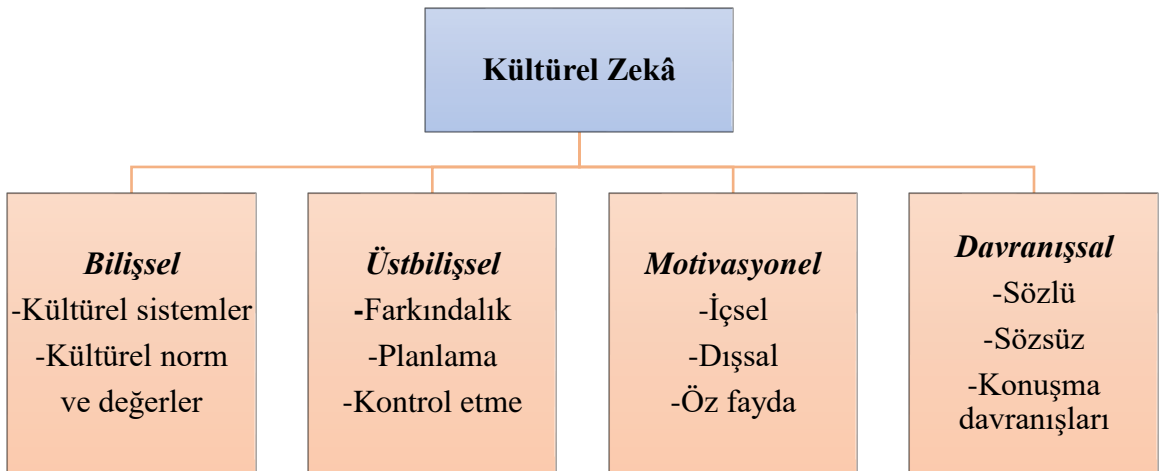 Kültürel Zekâ
Bilişsel
-Kültürel sistemler
-Kültürel norm
ve değerler
Üstbilişsel
-Farkındalık
-Planlama
-Kontrol etme
Motivasyonel
-İçsel
-Dışsal
-Öz fayda
Davranışsal
-Sözlü
-Sözsüz
-Konuşma
davranışları